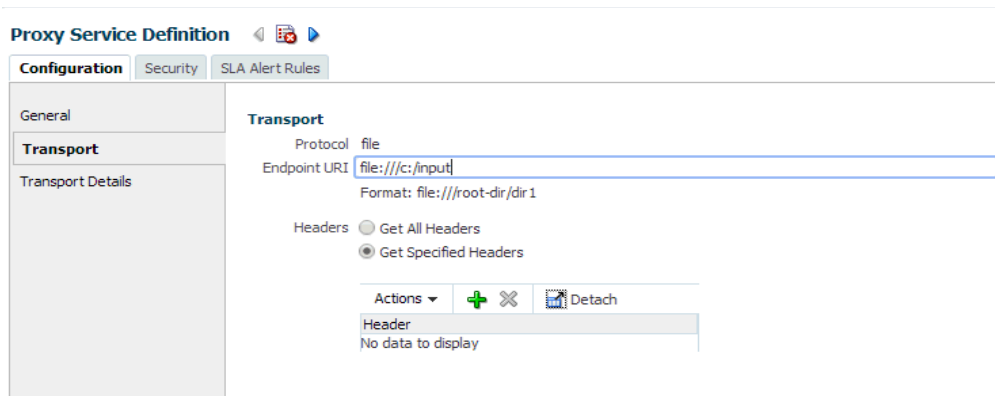 Proxy Service Definition
Configuration Security SLA Alert Rules
General
Transport
Transport Details
Transport
Protocol file
Endpoint URI file:///c:/input
Format: file:///root-dir/dir1
Headers Get All Headers
Get Specified Headers
Actions Detach
Header
No data to display